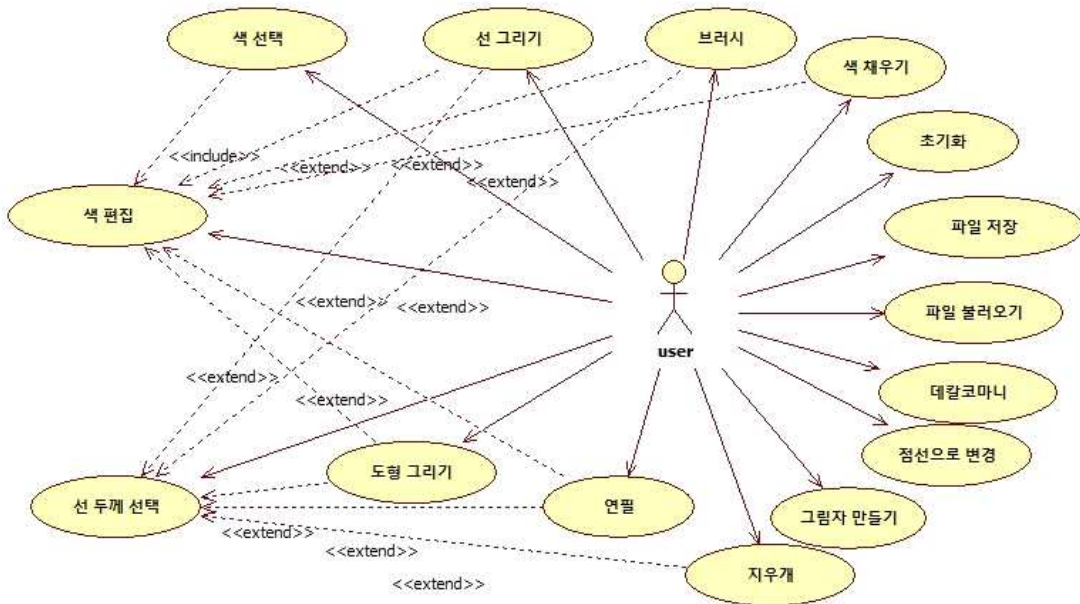 색 선택
선 그리기
브러시
색 채우기
초기화
<<include>>
<<extend>>
<<extend>>
<<extend>>
색 편집
파일 저장
<<extend>>
<<extend>>
파일 불러오기
user
<<extend>>
<<extend>>
데칼코마니
점선으로 변경
도형 그리기
선 두께 선택
연필
그림자 만들기
<<extend>>
<<extend>>
<<extend>>
지우개